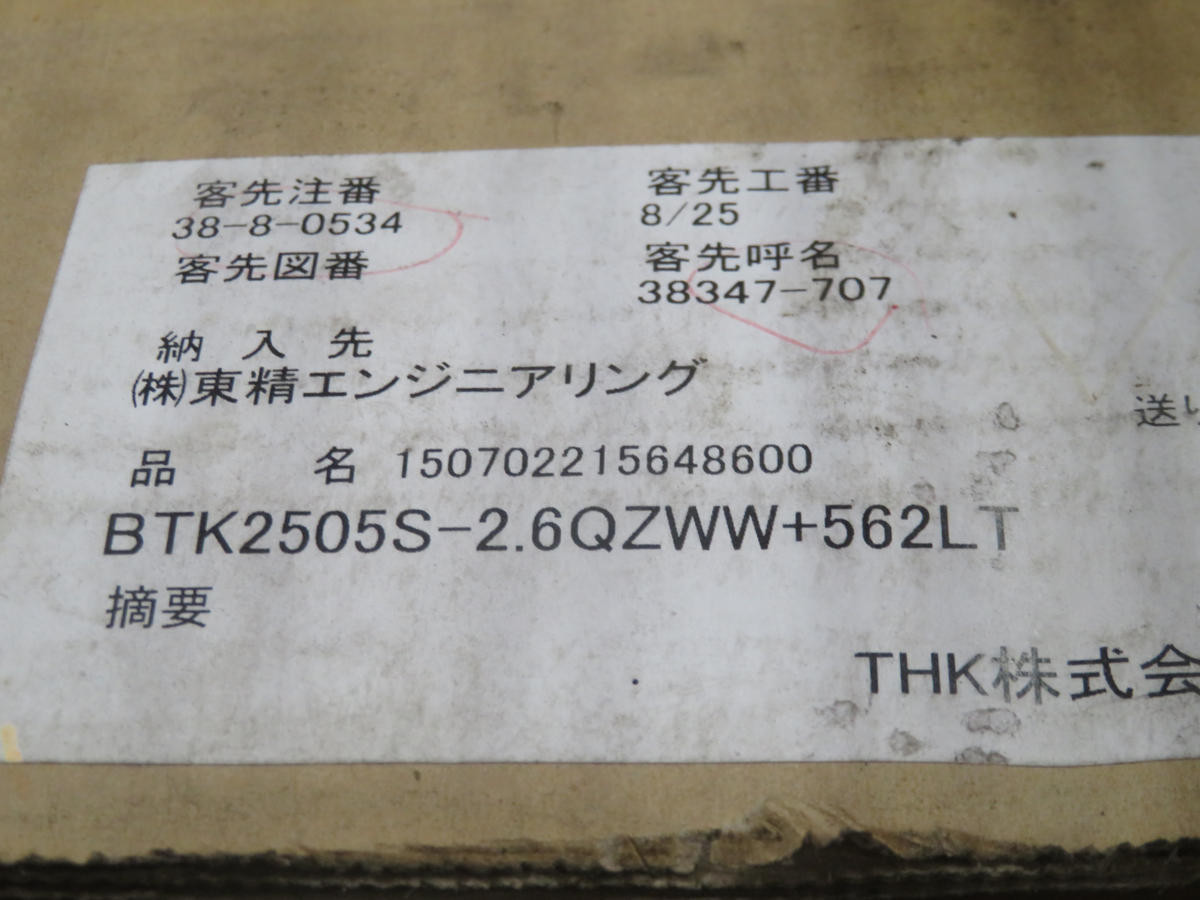 客先注番
38-8-0534
客先図番
客先工番
8/25
客先呼名
38347-707
納入先
(株)東精エンジニアリング
送り
品名 150702215648600
BTK2505S-2.6QZWW+562LT
摘要
THK株式会